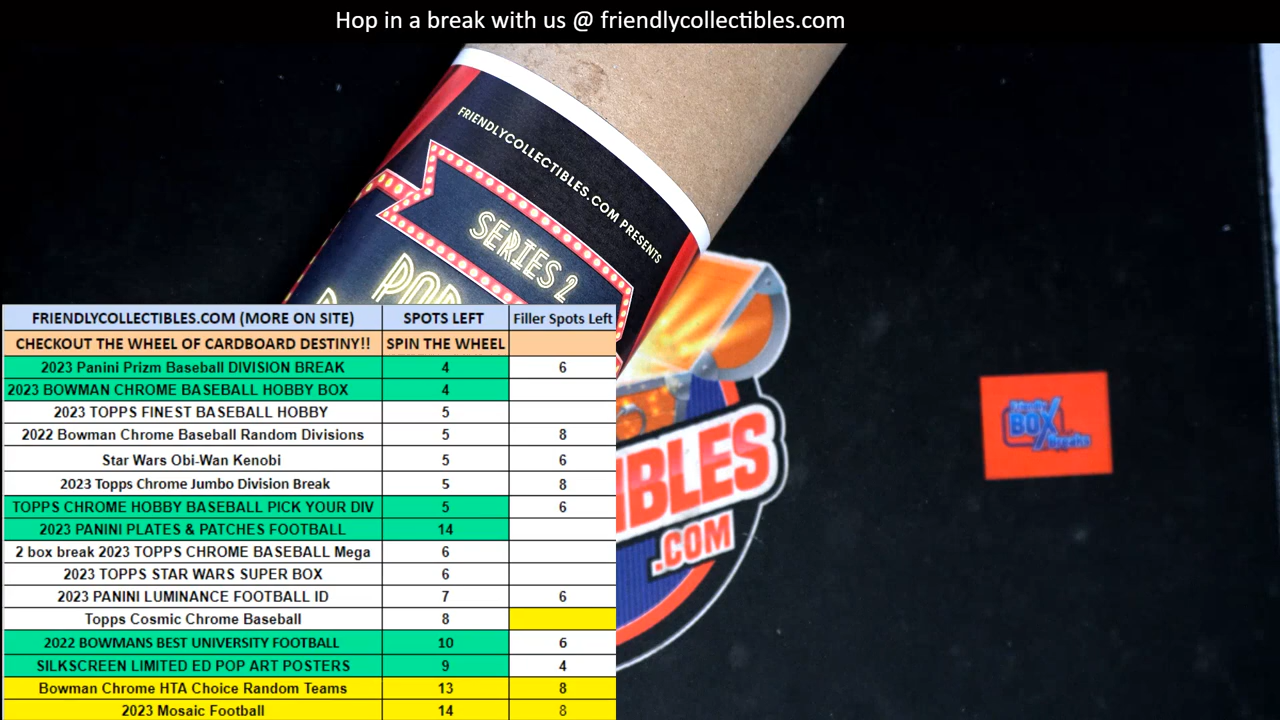 Hop in a break with us @ friendlycollectibles.com
FRIENDLYCOLLECTIBLES.COM PRESENTS
SERIES 2
POP
FRIENDLYCOLLECTIBLES.COM (MORE ON SITE) SPOTS LEFT Filler Spots Left
CHECKOUT THE WHEEL OF CARDBOARD DESTINY!! SPIN THE WHEEL
2023 Panini Prizm Baseball DIVISION BREAK 4 6
2023 BOWMAN CHROME BASEBALL HOBBY BOX 4
2023 TOPPS FINEST BASEBALL HOBBY 5
2022 Bowman Chrome Baseball Random Divisions 5 8
Star Wars Obi-Wan Kenobi 5 6
2023 Topps Chrome Jumbo Division Break 5 8
TOPPS CHROME HOBBY BASEBALL PICK YOUR DIV 5 6
2023 PANINI PLATES & PATCHES FOOTBALL 14
2 box break 2023 TOPPS CHROME BASEBALL Mega 6
2023 TOPPS STAR WARS SUPER BOX 6
2023 PANINI LUMINANCE FOOTBALL ID 7 6
Topps Cosmic Chrome Baseball 8
2022 BOWMANS BEST UNIVERSITY FOOTBALL 10 6
SILKSCREEN LIMITED ED POP ART POSTERS 9 4
Bowman Chrome HTA Choice Random Teams 13 8
2023 Mosaic Football 14 8
IBLES
.COM
Friendly
BOX
Breaks